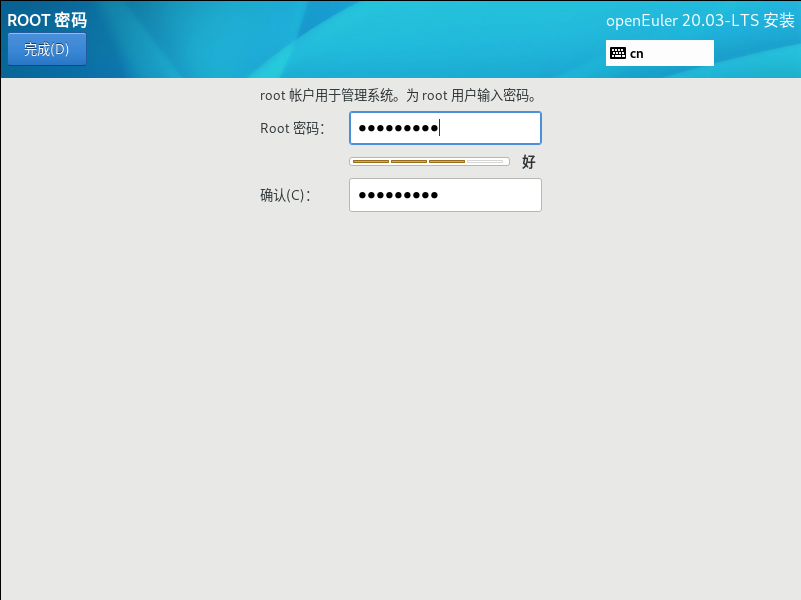 ROOT 密码
openEuler 20.03-LTS 安装
完成(D)
cn
root 帐户用于管理系统。为 root 用户输入密码。
Root 密码：
●●●●●●●●●
好
确认(C)：
●●●●●●●●●